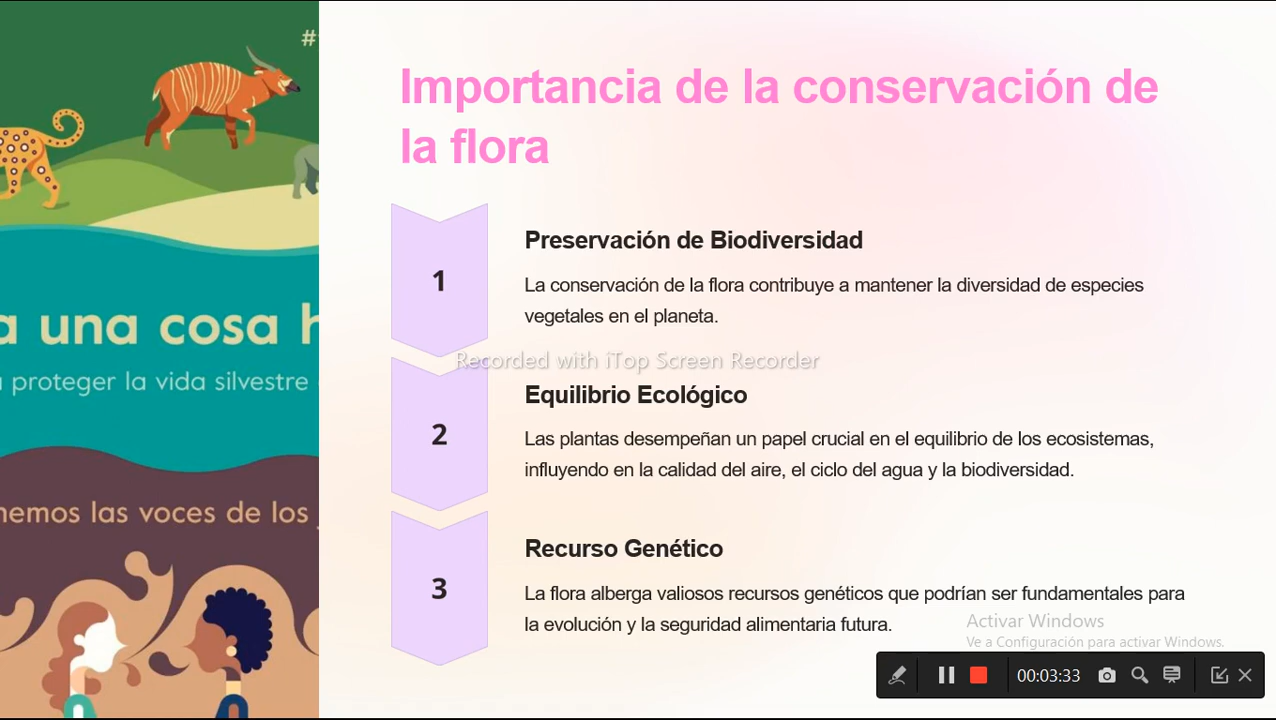 #
a una cosa
proteger la vida silvestre
las voces de los
Importancia de la conservación de
la flora
1
Preservación de Biodiversidad
La conservación de la flora contribuye a mantener la diversidad de especies
vegetales en el planeta.
Recorded with iTop Screen Recorder
2
Equilibrio Ecológico
Las plantas desempeñan un papel crucial en el equilibrio de los ecosistemas,
influyendo en la calidad del aire, el ciclo del agua y la biodiversidad.
3
Recurso Genético
La flora alberga valiosos recursos genéticos que podrían ser fundamentales para
la evolución y la seguridad alimentaria futura.
Activar Windows
Ve a Configuración para activar Windows.
00:03:33